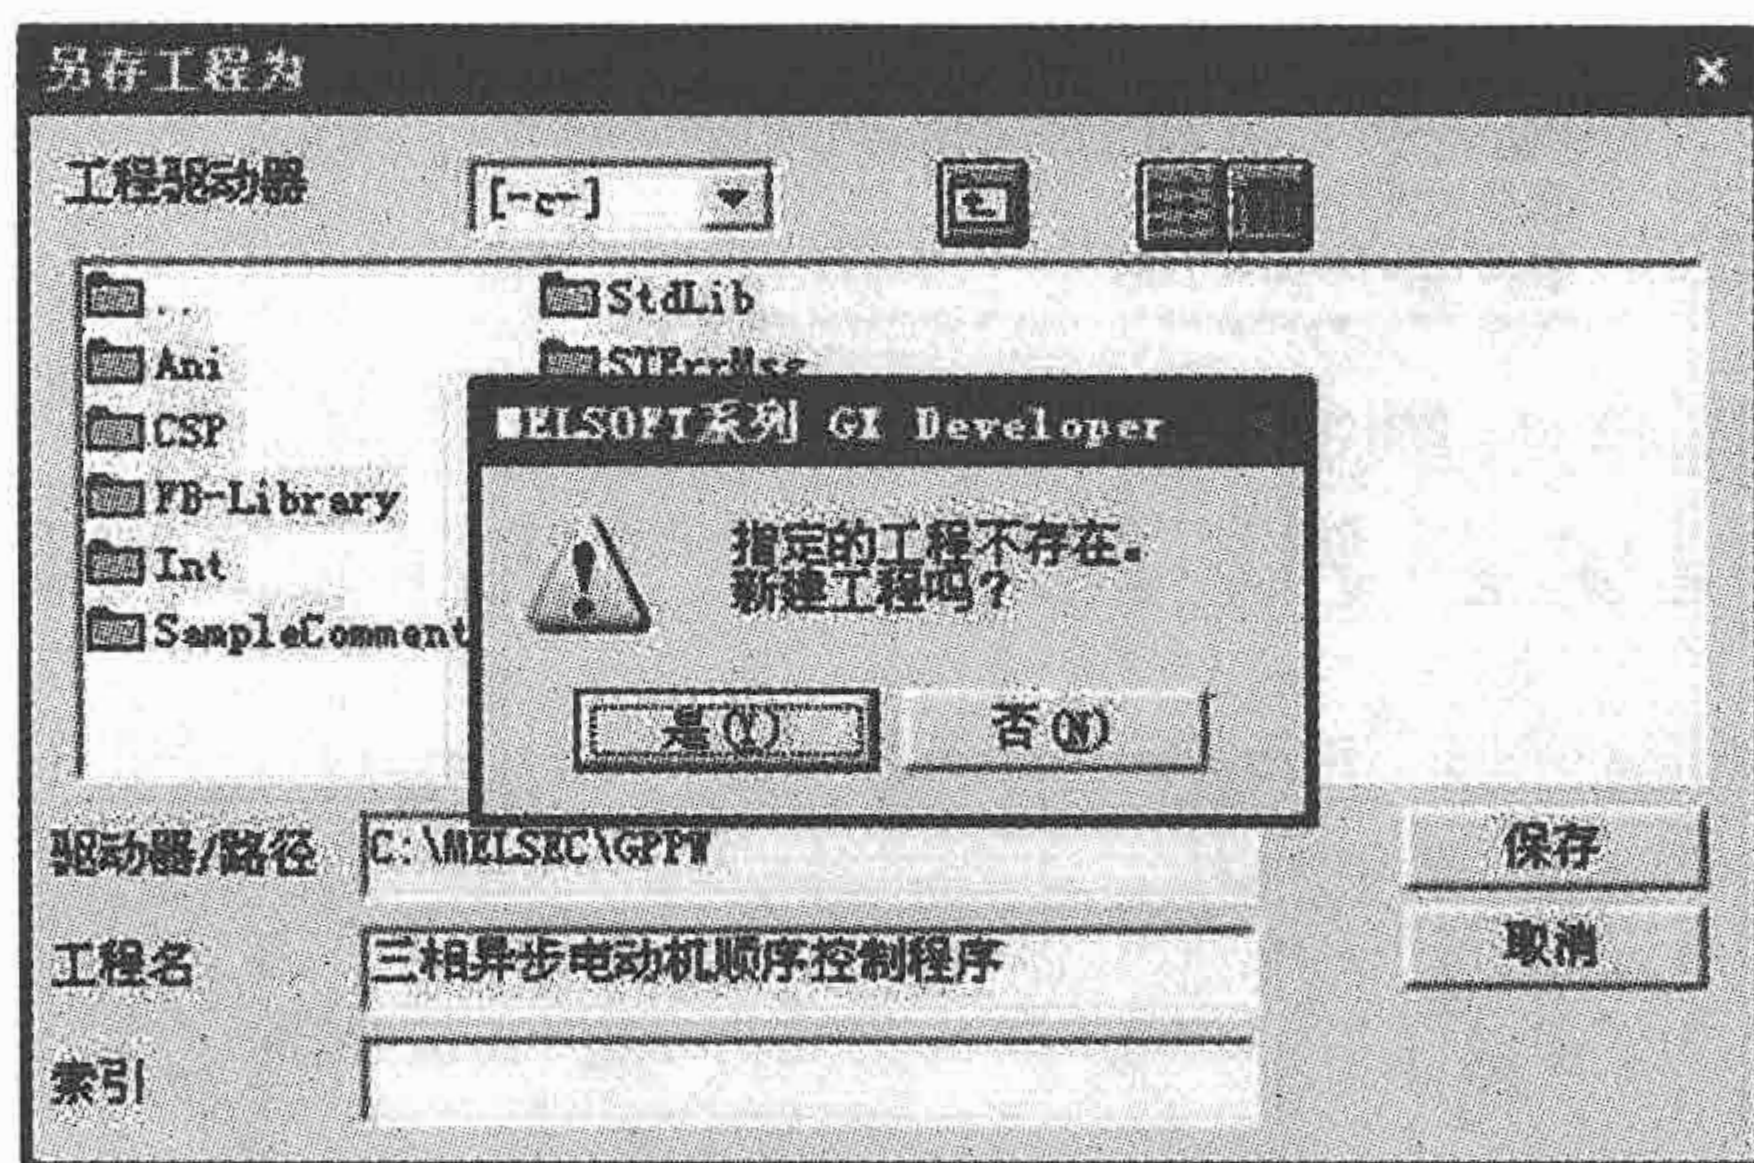 另存工程为
工程驱动器 [-c-]
..
Ani
CSP
FB-Library
Int
SampleComment
StdLib
STErrMsg
MELSOFT系列 GX Developer
指定的工程不存在。
新建工程吗?
是(Y) 否(N)
驱动器/路径 C:\MELSEC\GPPW
保存
工程名 三相异步电动机顺序控制程序
取消
索引